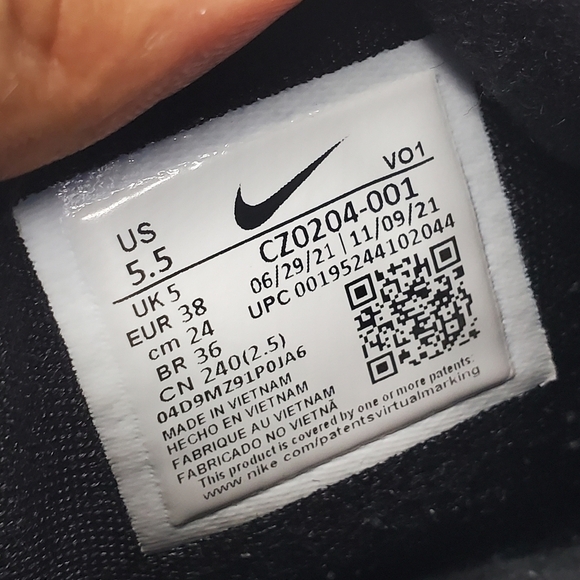 VO1
US
5.5
CZ0204-001
06/29/21 | 11/09/21
UPC 00195244102044
UK 5
EUR 38
cm 24
BR 36
CN 240(2.5)
04D9MZ91P0JA6
MADE IN VIETNAM
HECHO EN VIETNAM
FABRIQUE AU VIETNAM
FABRICADO NO VIETNÃ
This product is covered by one or more patents.
www.nike.com/patentsvirtualmarking